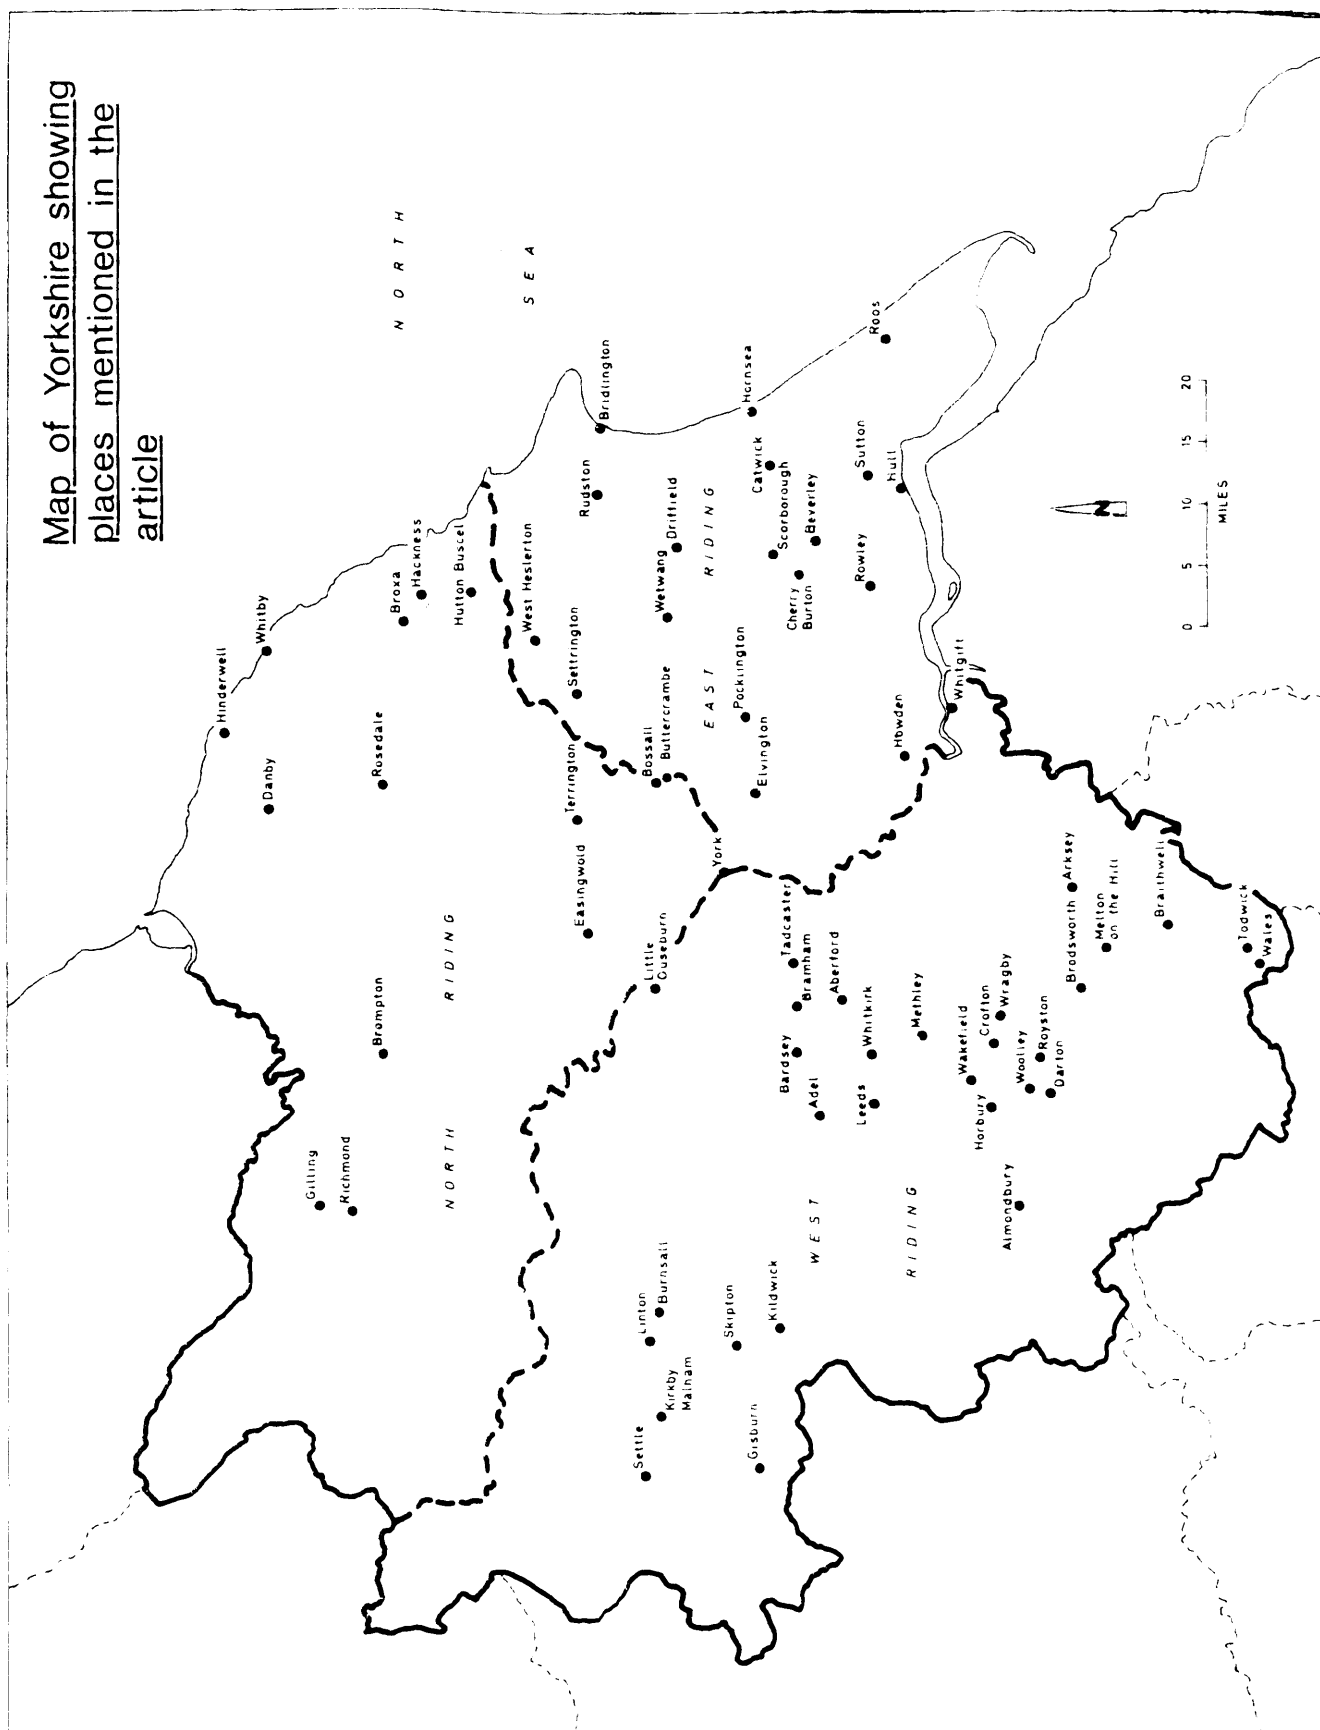 Map of Yorkshire showing
places mentioned in the
article
NORTH
SEA
Hinderwell
Whitby
Danby
Rosedale
Broxa
Hackness
Hutton Buscel
Brompton
Gilling
Richmond
NORTH RIDING
West Heslerton
Settrington
Terrington
Easingwold
Bridlington
Rudston
Driffield
Wetwang
Bossall
Buttercrambe
Little
Ouseburn
York
EAST RIDING
Pocklington
Elvington
Hornsea
Catwick
Scorborough
Beverley
Cherry
Burton
Rowley
Sutton
Hull
Roos
Howden
Whitgift
Linton
Burnsall
Kirkby
Malham
Settle
Skipton
Kildwick
Gisburn
WEST
RIDING
Tadcaster
Bramham
Bardsey
Aberford
Adel
Whitkirk
Leeds
Methley
Wakefield
Crofton
Wragby
Horbury
Woolley
Royston
Darton
Almondbury
Arksey
Brodsworth
Melton
on the Hill
Braithwell
Todwick
Wales
N
0 5 10 15 20
MILES